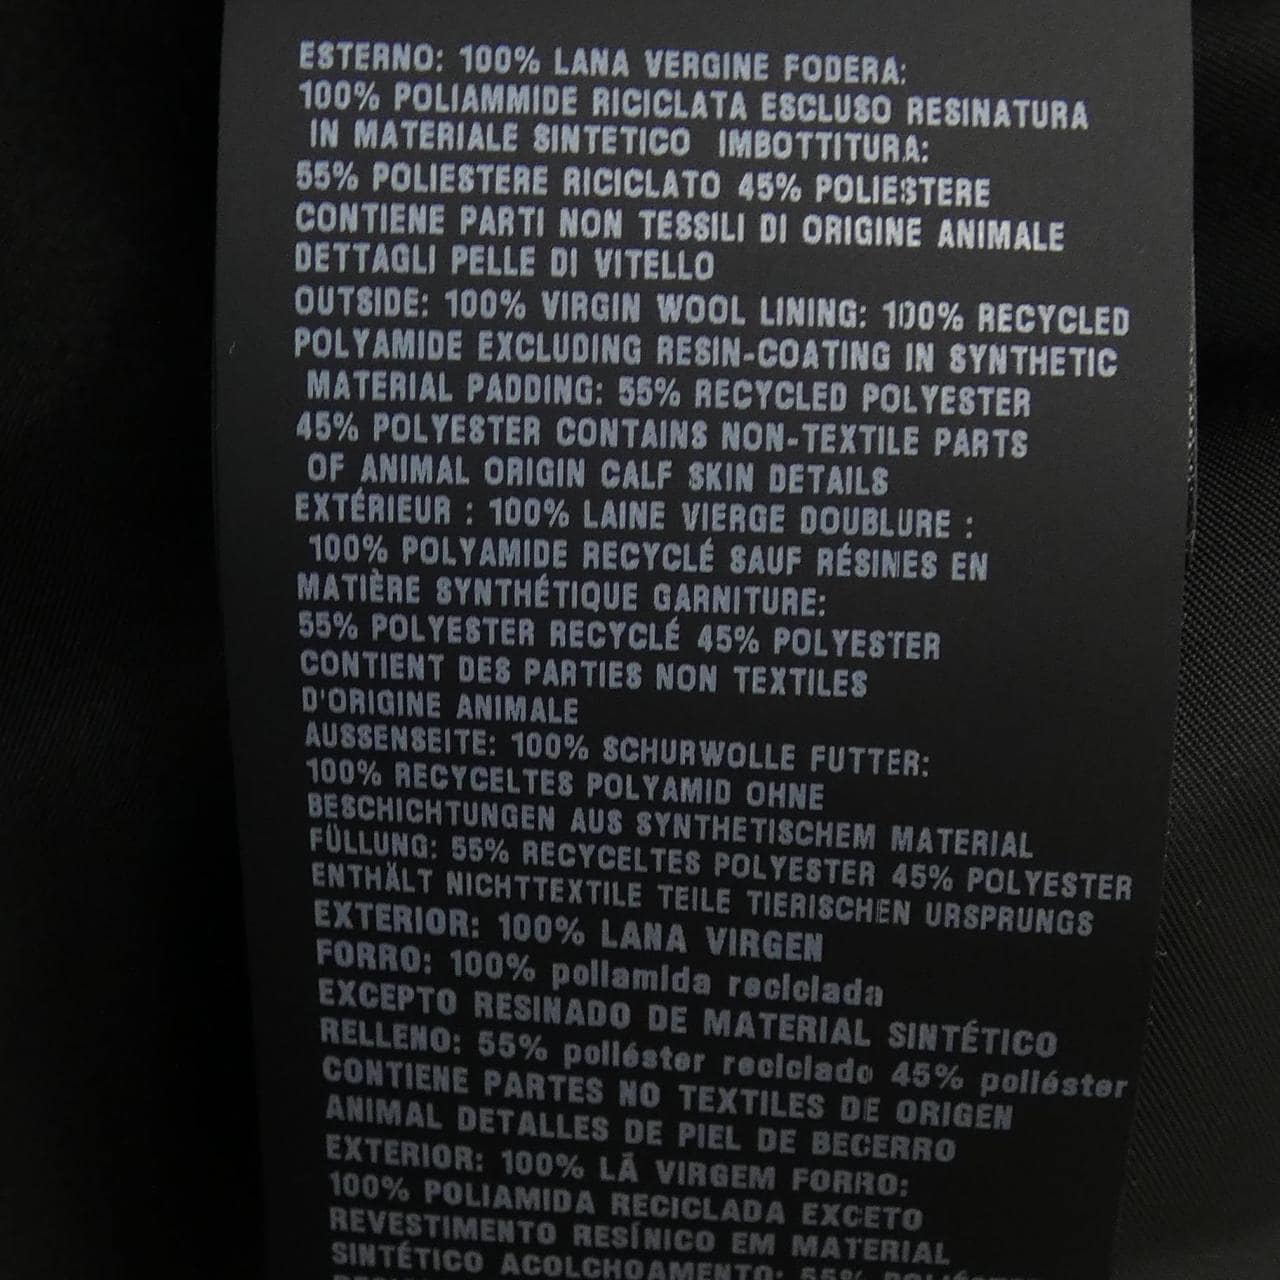 ESTERNO: 100% LANA VERGINE FODERA:
100% POLIAMMIDE RICICLATA ESCLUSO RESINATURA
IN MATERIALE SINTETICO IMBOTTITURA:
55% POLIESTERE RICICLATO 45% POLIESTERE
CONTIENE PARTI NON TESSILI DI ORIGINE ANIMALE
DETTAGLI PELLE DI VITELLO
OUTSIDE: 100% VIRGIN WOOL LINING: 100% RECYCLED
POLYAMIDE EXCLUDING RESIN-COATING IN SYNTHETIC
MATERIAL PADDING: 55% RECYCLED POLYESTER
45% POLYESTER CONTAINS NON-TEXTILE PARTS
OF ANIMAL ORIGIN CALF SKIN DETAILS
EXTÉRIEUR : 100% LAINE VIERGE DOUBLURE :
100% POLYAMIDE RECYCLÉ SAUF RÉSINES EN
MATIÈRE SYNTHÉTIQUE GARNITURE:
55% POLYESTER RECYCLÉ 45% POLYESTER
CONTIENT DES PARTIES NON TEXTILES
D'ORIGINE ANIMALE
AUSSENSEITE: 100% SCHURWOLLE FUTTER:
100% RECYCELTES POLYAMID OHNE
BESCHICHTUNGEN AUS SYNTHETISCHEM MATERIAL
FÜLLUNG: 55% RECYCELTES POLYESTER 45% POLYESTER
ENTHÄLT NICHTTEXTILE TEILE TIERISCHEN URSPRUNGS
EXTERIOR: 100% LANA VIRGEN
FORRO: 100% poliamida reciclada
EXCEPTO RESINADO DE MATERIAL SINTÉTICO
RELLENO: 55% poliéster reciclado 45% poliéster
CONTIENE PARTES NO TEXTILES DE ORIGEN
ANIMAL DETALLES DE PIEL DE BECERRO
EXTERIOR: 100% LÃ VIRGEM FORRO:
100% POLIAMIDA RECICLADA EXCETO
REVESTIMENTO RESÍNICO EM MATERIAL
SINTÉTICO ACOLCHOAMENTO: 55%